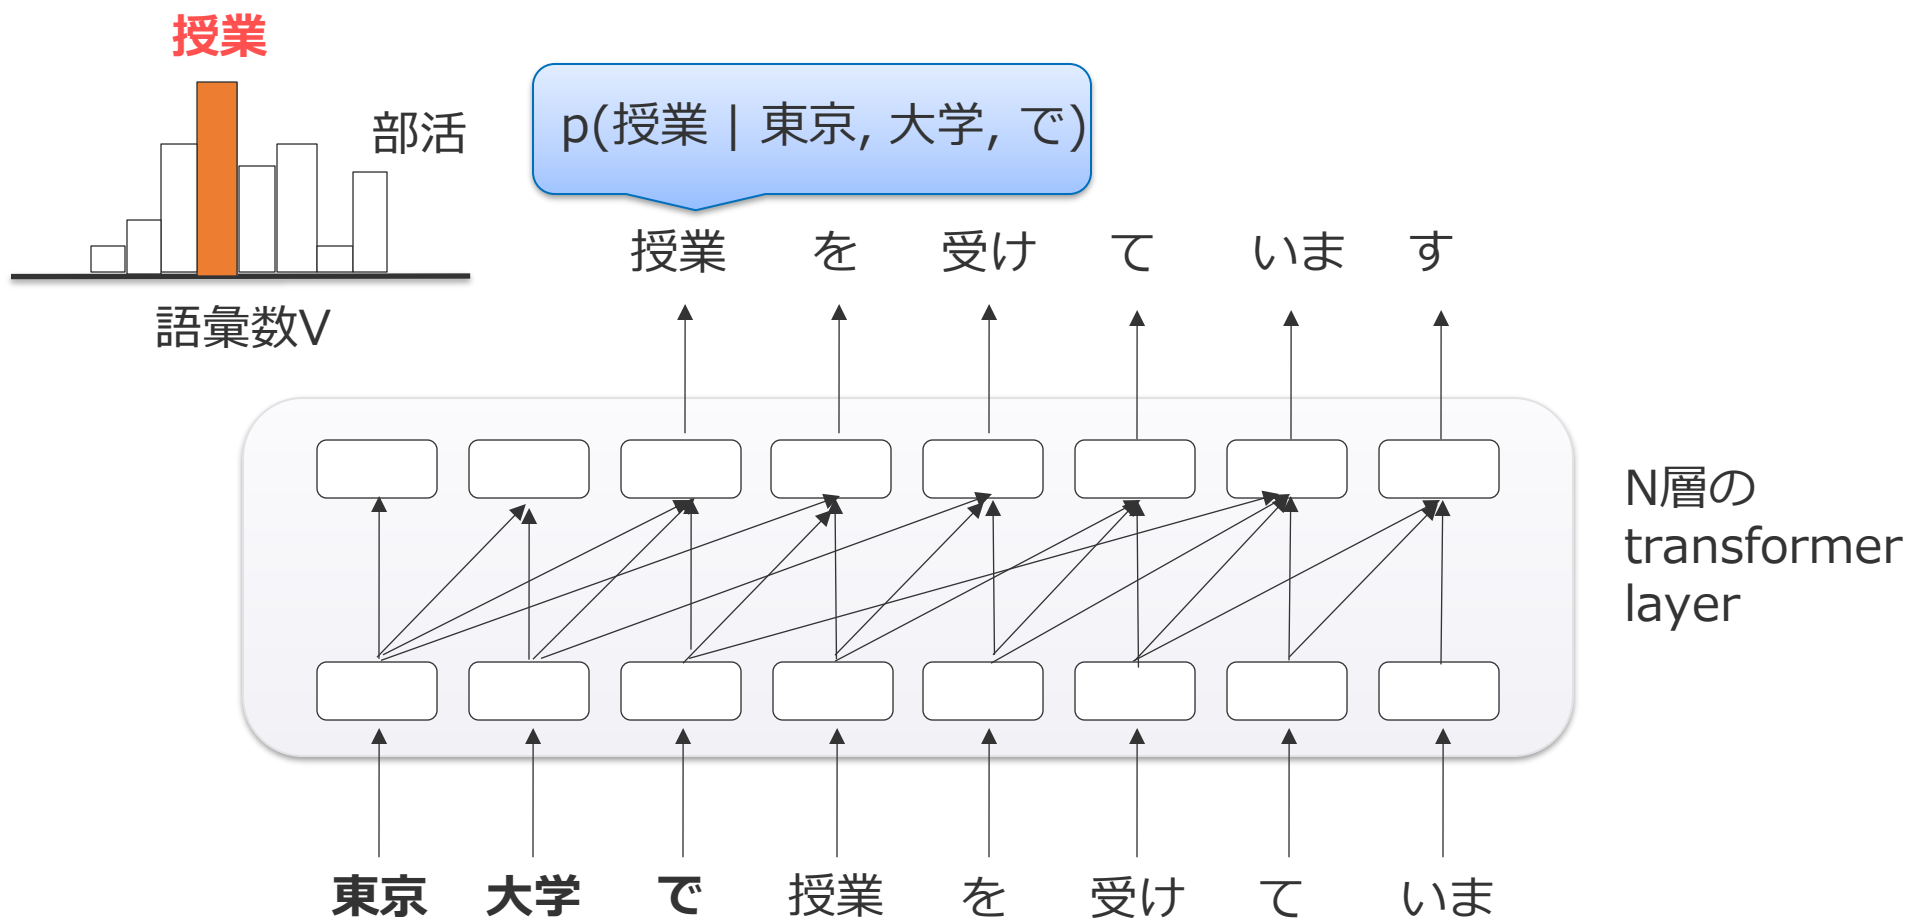 授業
部活
語彙数V
p(授業 | 東京, 大学, で)
授業 を 受け て いま す
N層の
transformer
layer
東京 大学 で 授業 を 受け て いま